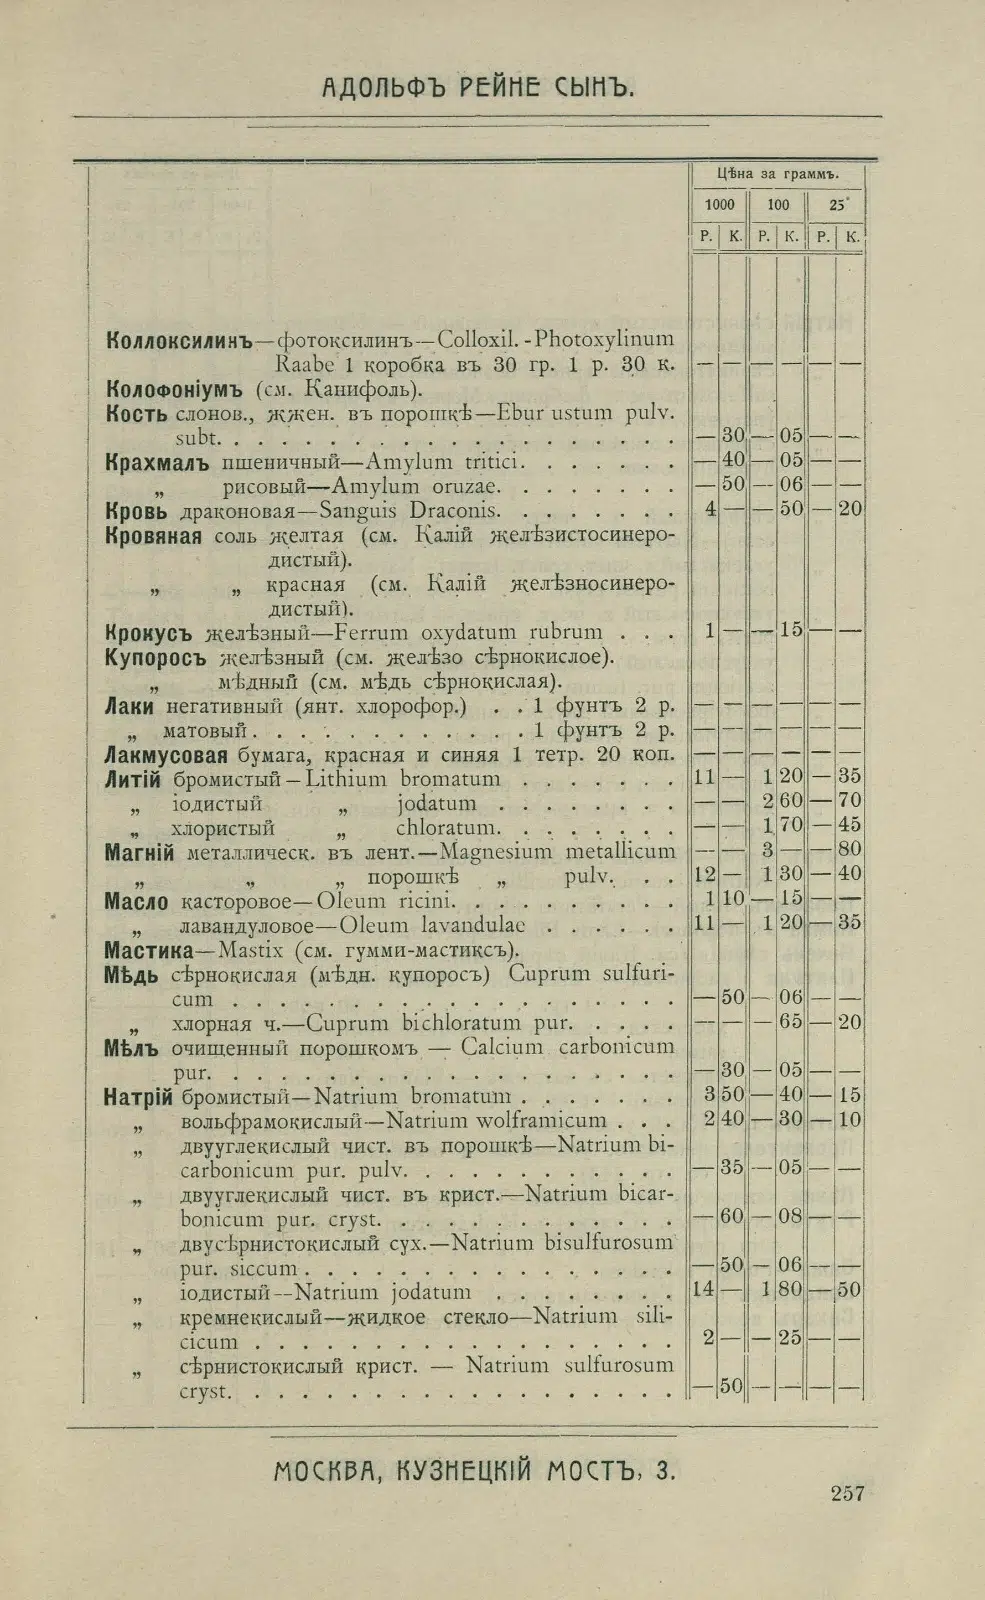 АДОЛЬФЪ РЕЙНЕ СЫНЪ.
Цѣна за граммъ.
1000 100 25
Р. К. Р. К. Р. К.
Коллоксилинъ—фотоксилинъ—Colloxil.-Photoxylinum
Raabe 1 коробка въ 30 гр. 1 р. 30 к. — — — — — —
Колофоніумъ (см. Канифоль).
Кость слонов., жжен. въ порошкѣ—Ebur ustum pulv.
subt. . . . . . . . . . . . . . . . . . . — 30 — 05 — —
Крахмалъ пшеничный—Amylum tritici. . . . . . . — 40 — 05 — —
„ рисовый—Amylum oruzae. . . . . . . . — 50 — 06 — —
Кровь драконовая—Sanguis Draconis. . . . . . . . 4 — — 50 — 20
Кровяная соль желтая (см. Калій желѣзистосинеро-
дистый).
„ „ красная (см. Калій желѣзносинеро-
дистый).
Крокусъ желѣзный—Ferrum oxydatum rubrum . . . 1 — — 15 — —
Купоросъ желѣзный (см. желѣзо сѣрнокислое).
„ мѣдный (см. мѣдь сѣрнокислая).
Лаки негативный (янт. хлорофор.) . . 1 фунтъ 2 р. — — — — — —
„ матовый. . . . . . . . . . . . 1 фунтъ 2 р. — — — — — —
Лакмусовая бумага, красная и синяя 1 тетр. 20 коп. — — — — — —
Литій бромистый—Lithium bromatum . . . . . . . 11 — 1 20 — 35
„ іодистый „ jodatum . . . . . . . . — — 2 60 — 70
„ хлористый „ chloratum. . . . . . . . — — 1 70 — 45
Магній металлическ. въ лент.—Magnesium metallicum — — 3 — — 80
„ „ „ порошкѣ „ pulv. . . 12 — 1 30 — 40
Масло касторовое—Oleum ricini. . . . . . . . . . 1 10 — 15 — —
„ лавандуловое—Oleum lavandulae . . . . . . 11 — 1 20 — 35
Мастика—Mastix (см. гумми-мастиксъ).
Мѣдь сѣрнокислая (мѣдн. купоросъ) Cuprum sulfuri-
cum . . . . . . . . . . . . . . . . . . — 50 — 06 — —
„ хлорная ч.—Cuprum bichloratum pur. . . . . — — — 65 — 20
Мѣлъ очищенный порошкомъ — Calcium carbonicum
pur. . . . . . . . . . . . . . . . . . . — 30 — 05 — —
Натрій бромистый—Natrium bromatum . . . . . . . 3 50 — 40 — 15
„ вольфрамокислый—Natrium wolframicum . . . 2 40 — 30 — 10
„ двууглекислый чист. въ порошкѣ—Natrium bi-
carbonicum pur. pulv. . . . . . . . . . . — 35 — 05 — —
„ двууглекислый чист. въ крист.—Natrium bicar-
bonicum pur. cryst. . . . . . . . . . . . — 60 — 08 — —
„ двусѣрнистокислый сух.—Natrium bisulfurosum
pur. siccum . . . . . . . . . . . . . . . — 50 — 06 — —
„ іодистый—Natrium jodatum . . . . . . . . 14 — 1 80 — 50
„ кремнекислый—жидкое стекло—Natrium sili-
cicum . . . . . . . . . . . . . . . . . 2 — — 25 — —
„ сѣрнистокислый крист. — Natrium sulfurosum
cryst. . . . . . . . . . . . . . . . . . — 50 — — — —
МОСКВА, КУЗНЕЦКІЙ МОСТЪ, 3.
257